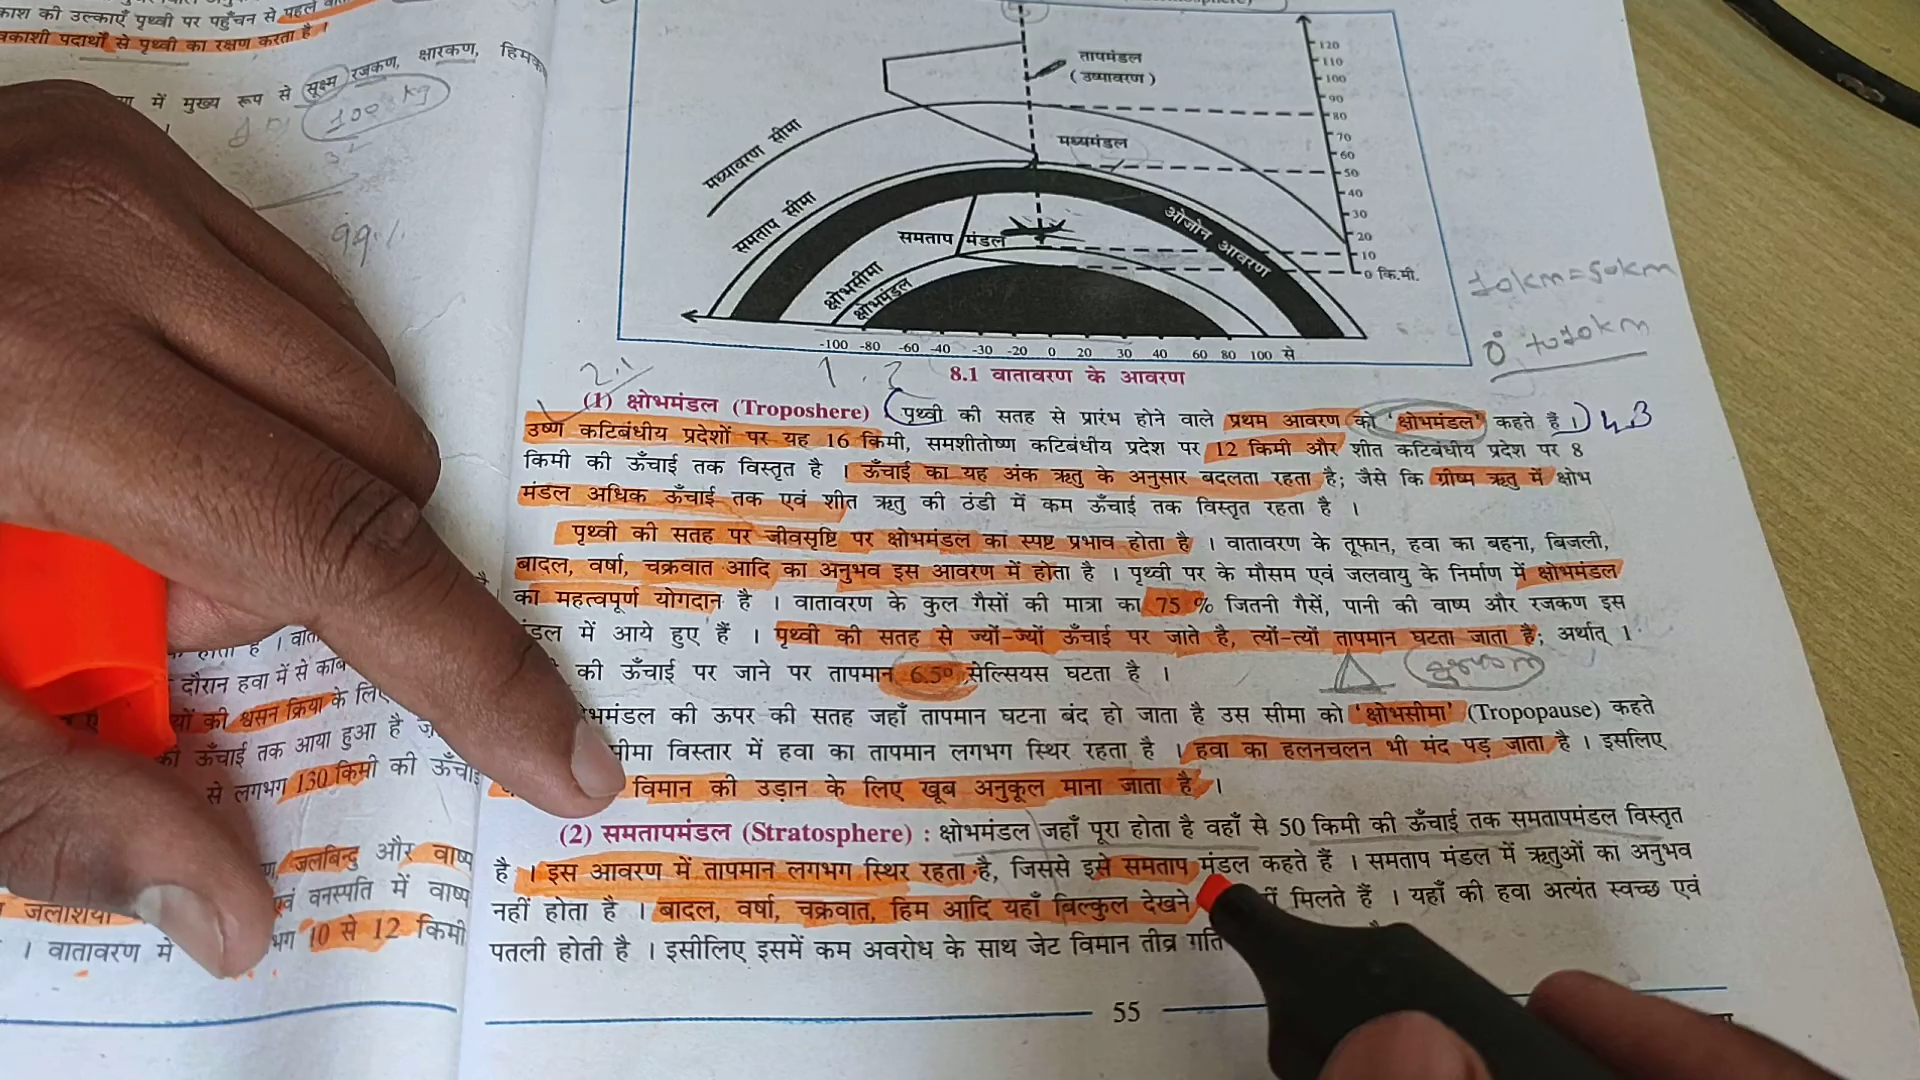 काश की उल्काएँ पृथ्वी पर पहुँचन से पहले
वकाशी पदार्थों से पृथ्वी का रक्षण करता है ।
में मुख्य रूप से सूक्ष्म रजकण, क्षारकण,
100 kg
99%
दौरान हवा में से
यों की श्वसन क्रिया के
की ऊँचाई तक आया हुआ है
से लगभग 130 किमी की ऊँचाई
जलबिन्दु और वाष्प
एवं वनस्पति में वाष्प
10 से 12 किमी
। वातावरण में
120
110
100
90
80
70
60
50
40
30
20
10
0 कि.मी.
तापमंडल
(उष्मावरण)
मध्यमंडल
मध्यावरण सीमा
समताप सीमा
ओजोन आवरण
समताप मंडल
क्षोभसीमा
क्षोभमंडल
-100 -80 -60 -40 -30 -20 0 20 30 40 60 80 100 से
10km=50km
0 to 10km
8.1 वातावरण के आवरण
(1) क्षोभमंडल (Troposhere) पृथ्वी की सतह से प्रारंभ होने वाले प्रथम आवरण को 'क्षोभमंडल' कहते है ।
उष्ण कटिबंधीय प्रदेशों पर यह 16 किमी, समशीतोष्ण कटिबंधीय प्रदेश पर 12 किमी और शीत कटिबंधीय प्रदेश पर 8
किमी की ऊँचाई तक विस्तृत है । ऊँचाई का यह अंक ऋतु के अनुसार बदलता रहता है; जैसे कि ग्रीष्म ऋतु में क्षोभ
मंडल अधिक ऊँचाई तक एवं शीत ऋतु की ठंडी में कम ऊँचाई तक विस्तृत रहता है ।
पृथ्वी की सतह पर जीवसृष्टि पर क्षोभमंडल का स्पष्ट प्रभाव होता है । वातावरण के तूफान, हवा का बहना, बिजली,
बादल, वर्षा, चक्रवात आदि का अनुभव इस आवरण में होता है । पृथ्वी पर के मौसम एवं जलवायु के निर्माण में क्षोभमंडल
का महत्वपूर्ण योगदान है । वातावरण के कुल गैसों की मात्रा का 75 % जितनी गैसें, पानी की वाष्प और रजकण इस
में आये हुए हैं । पृथ्वी की सतह से ज्यों-ज्यों ऊँचाई पर जाते है, त्यों-त्यों तापमान घटता जाता है; अर्थात् 1
की ऊँचाई पर जाने पर तापमान 6.5° सेल्सियस घटता है ।
की ऊपर की सतह जहाँ तापमान घटना बंद हो जाता है उस सीमा को 'क्षोभसीमा' (Tropopause) कहते
विस्तार में हवा का तापमान लगभग स्थिर रहता है । हवा का हलनचलन भी मंद पड़ जाता है । इसलिए
विमान की उड़ान के लिए खूब अनुकूल माना जाता है ।
(2) समतापमंडल (Stratosphere) : क्षोभमंडल जहाँ पूरा होता है वहाँ से 50 किमी की ऊँचाई तक समतापमंडल विस्तृत
है । इस आवरण में तापमान लगभग स्थिर रहता है, जिससे इसे समताप मंडल कहते हैं । समताप मंडल में ऋतुओं का अनुभव
नहीं होता है । बादल, वर्षा, चक्रवात, हिम आदि यहाँ बिल्कुल देखने मिलते हैं । यहाँ की हवा अत्यंत स्वच्छ एवं
पतली होती है । इसीलिए इसमें कम अवरोध के साथ जेट विमान तीव्र गति
55